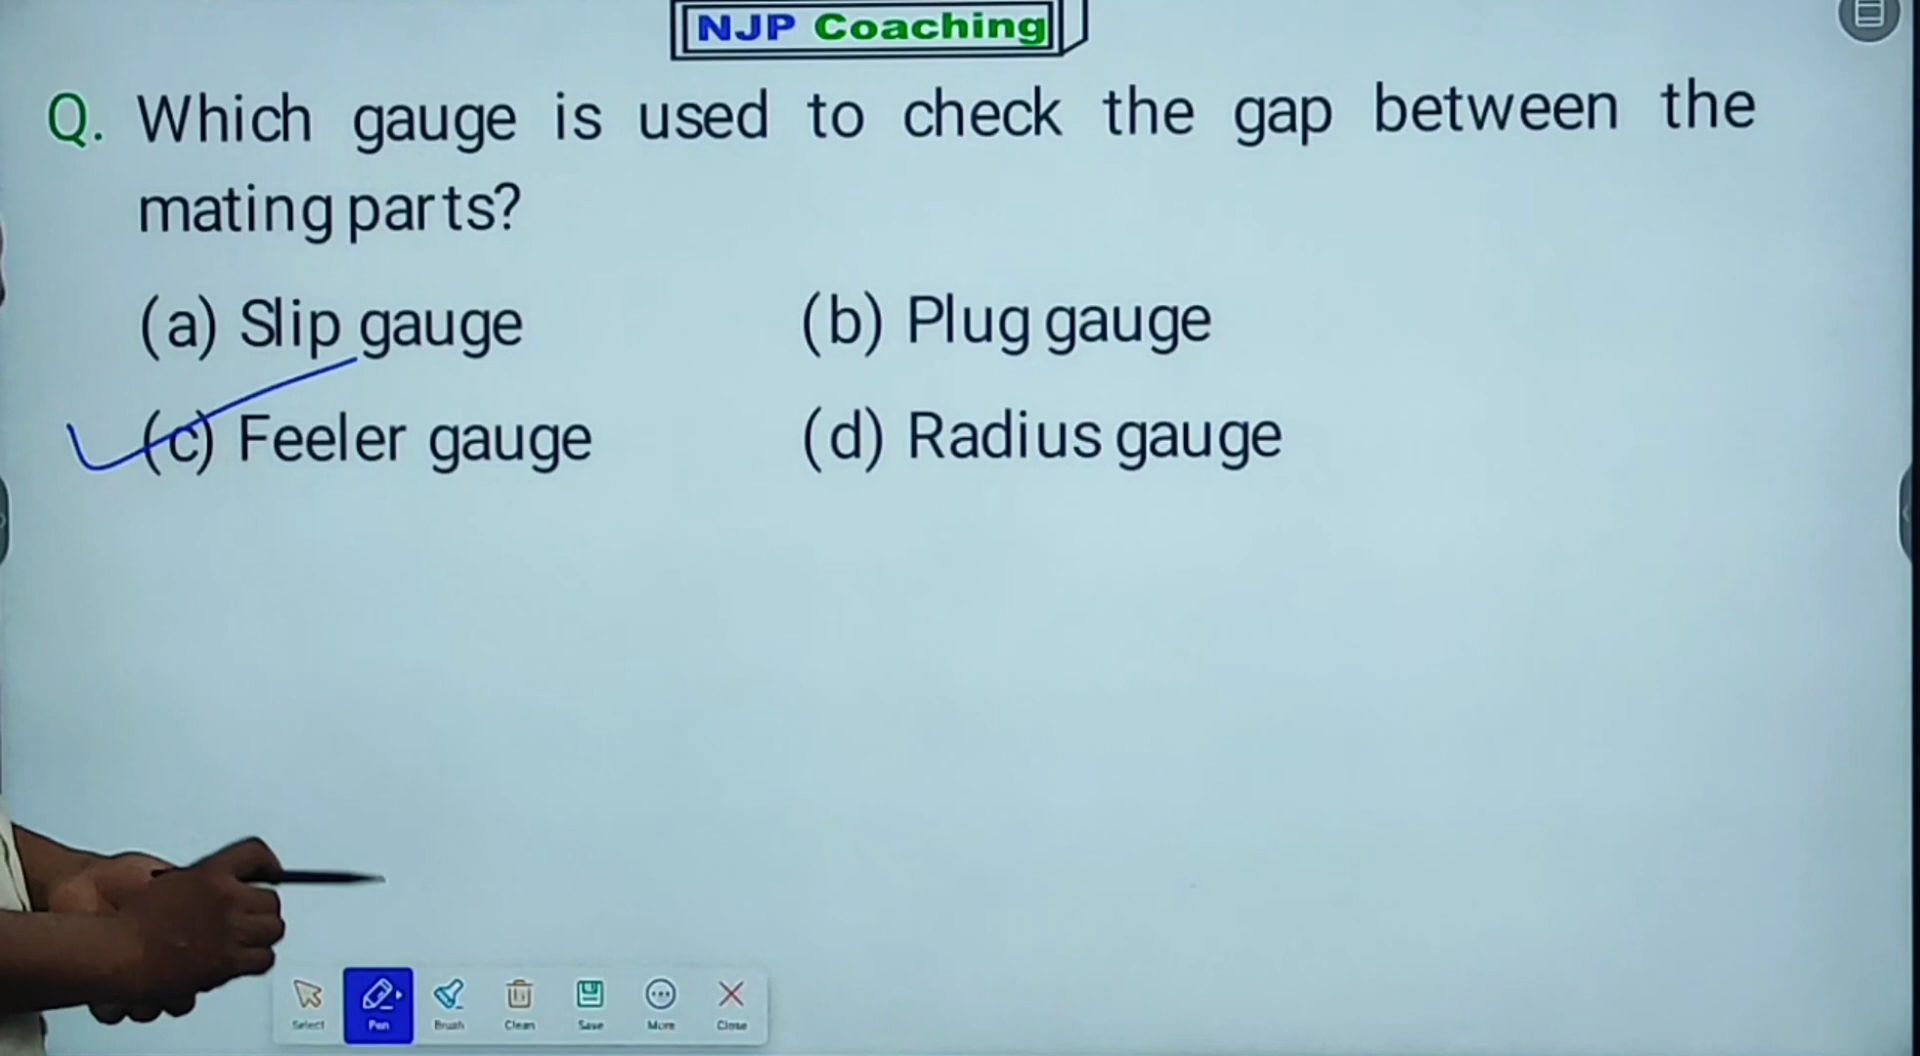 NJP Coaching
Q. Which gauge is used to check the gap between the
mating parts?
(a) Slip gauge (b) Plug gauge
(c) Feeler gauge (d) Radius gauge
Select Pen Brush Clean Save More Close